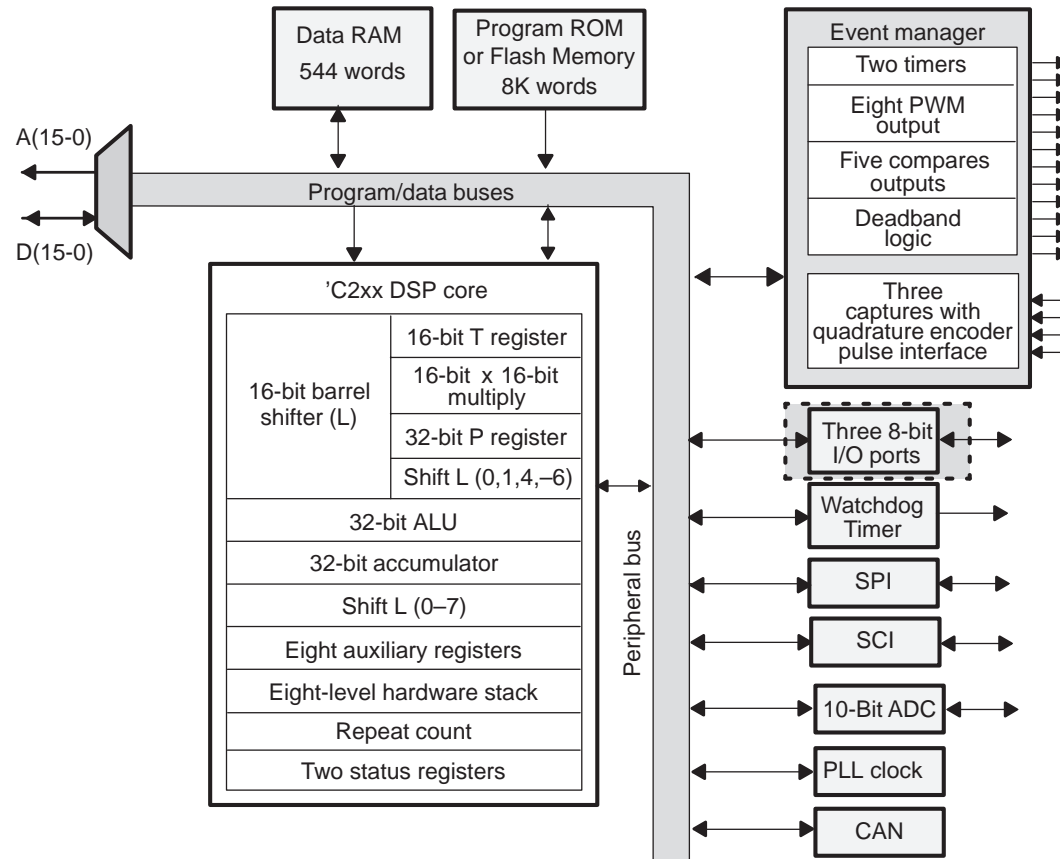 Data RAM
544 words
Program ROM
or Flash Memory
8K words
Event manager
Two timers
Eight PWM
output
Five compares
outputs
Deadband
logic
Three
captures with
quadrature encoder
pulse interface
A(15-0)
D(15-0)
Program/data buses
’C2xx DSP core
16-bit barrel
shifter (L)
16-bit T register
16-bit x 16-bit
multiply
32-bit P register
Shift L (0,1,4,–6)
32-bit ALU
32-bit accumulator
Shift L (0–7)
Eight auxiliary registers
Eight-level hardware stack
Repeat count
Two status registers
Peripheral bus
Three 8-bit
I/O ports
Watchdog
Timer
SPI
SCI
10-Bit ADC
PLL clock
CAN